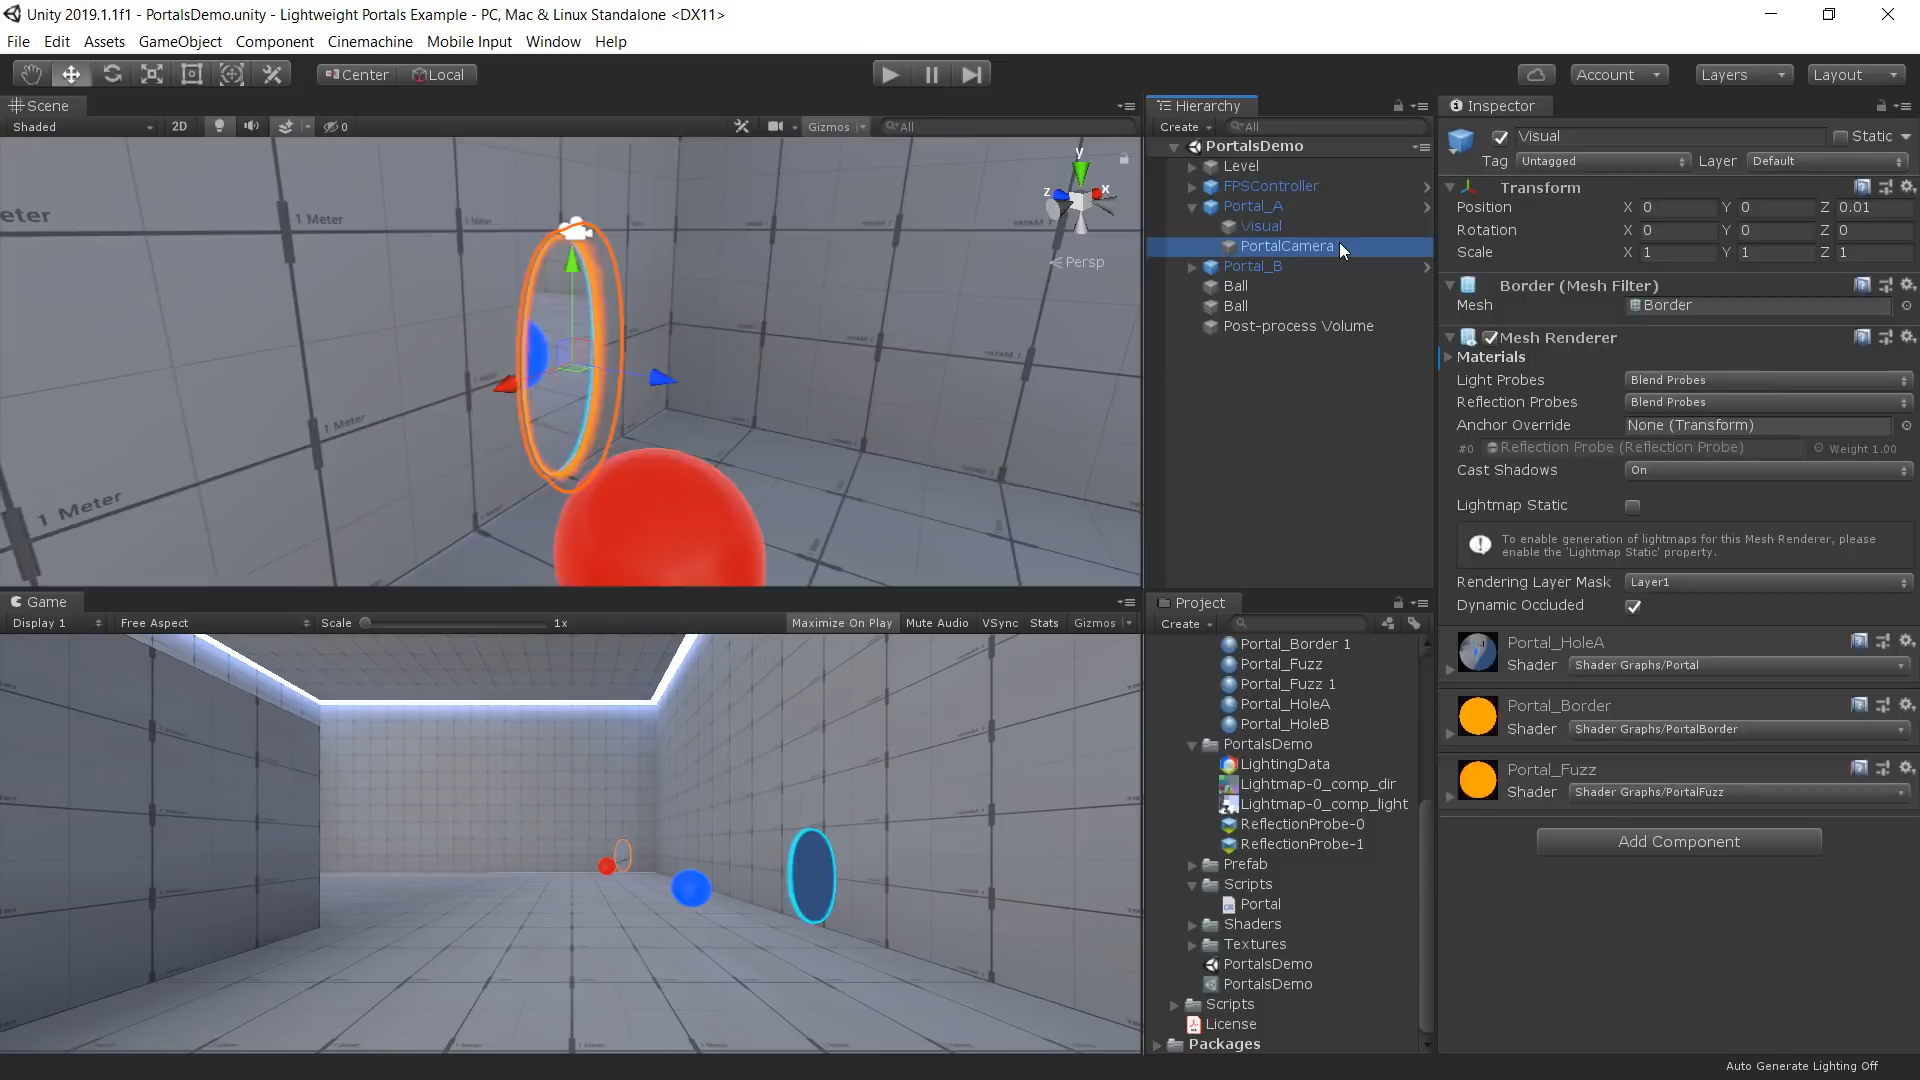 Unity 2019.1.1f1 - PortalsDemo.unity - Lightweight Portals Example - PC, Mac & Linux Standalone <DX11>
File Edit Assets GameObject Component Cinemachine Mobile Input Window Help
Center Local Account Layers Layout
Scene
Shaded 2D 0 Gizmos All
eter
1 Meter
1 Meter
1 Meter
1 Meter
y
z x
Persp
Hierarchy
Create All
PortalsDemo
Level
FPSController
Portal_A
Visual
PortalCamera
Portal_B
Ball
Ball
Post-process Volume
Inspector
Visual Static
Tag Untagged Layer Default
Transform
Position X 0 Y 0 Z 0.01
Rotation X 0 Y 0 Z 0
Scale X 1 Y 1 Z 1
Border (Mesh Filter)
Mesh Border
Mesh Renderer
Materials
Light Probes Blend Probes
Reflection Probes Blend Probes
Anchor Override None (Transform)
#0 Reflection Probe (Reflection Probe) Weight 1.00
Cast Shadows On
Lightmap Static
To enable generation of lightmaps for this Mesh Renderer, please
enable the 'Lightmap Static' property.
Rendering Layer Mask Layer1
Dynamic Occluded
Portal_HoleA
Shader Shader Graphs/Portal
Portal_Border
Shader Shader Graphs/PortalBorder
Portal_Fuzz
Shader Shader Graphs/PortalFuzz
Add Component
Game
Display 1 Free Aspect Scale 1x Maximize On Play Mute Audio VSync Stats Gizmos
Project
Create
Portal_Border 1
Portal_Fuzz
Portal_Fuzz 1
Portal_HoleA
Portal_HoleB
PortalsDemo
LightingData
Lightmap-0_comp_dir
Lightmap-0_comp_light
ReflectionProbe-0
ReflectionProbe-1
Prefab
Scripts
Portal
Shaders
Textures
PortalsDemo
PortalsDemo
Scripts
License
Packages
Auto Generate Lighting Off